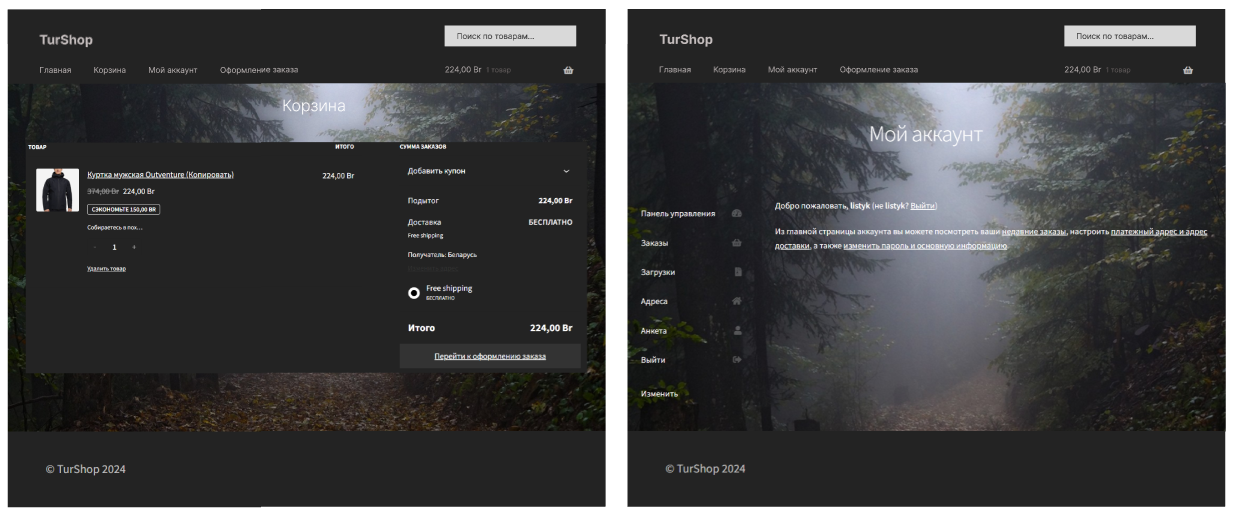 TurShop
Поиск по товарам...
Главная Корзина Мой аккаунт Оформление заказа 224,00 Br 1 товар
Корзина
ТОВАР ИТОГО СУММА ЗАКАЗОВ
Куртка мужская Outventure (Копировать) 224,00 Br
374,00 Br 224,00 Br
СЭКОНОМЬТЕ 150,00 BR
Собираетесь в пох...
- 1 +
Удалить товар
Добавить купон
Подытог 224,00 Br
Доставка БЕСПЛАТНО
Free shipping
Получатель: Беларусь
Free shipping
БЕСПЛАТНО
Итого 224,00 Br
Перейти к оформлению заказа
© TurShop 2024
TurShop
Поиск по товарам...
Главная Корзина Мой аккаунт Оформление заказа 224,00 Br 1 товар
Мой аккаунт
Панель управления
Заказы
Загрузки
Адреса
Анкета
Выйти
Изменить
Добро пожаловать, listyk (не listyk? Выйти)
Из главной страницы аккаунта вы можете посмотреть ваши недавние заказы, настроить платежный адрес и адрес
доставки, а также изменить пароль и основную информацию.
© TurShop 2024